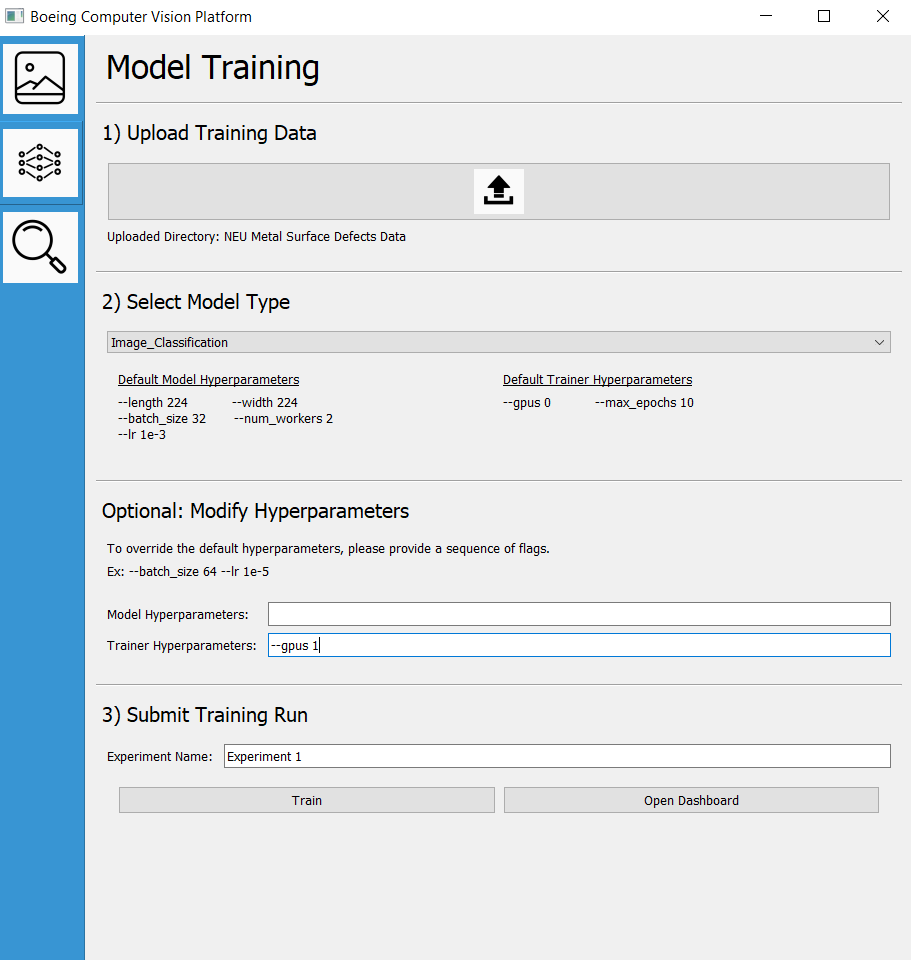 Boeing Computer Vision Platform
Model Training
1) Upload Training Data
Uploaded Directory: NEU Metal Surface Defects Data
2) Select Model Type
Image_Classification
Default Model Hyperparameters
--length 224 --width 224
--batch_size 32 --num_workers 2
--lr 1e-3
Default Trainer Hyperparameters
--gpus 0 --max_epochs 10
Optional: Modify Hyperparameters
To override the default hyperparameters, please provide a sequence of flags.
Ex: --batch_size 64 --lr 1e-5
Model Hyperparameters:
Trainer Hyperparameters: --gpus 1
3) Submit Training Run
Experiment Name: Experiment 1
Train Open Dashboard